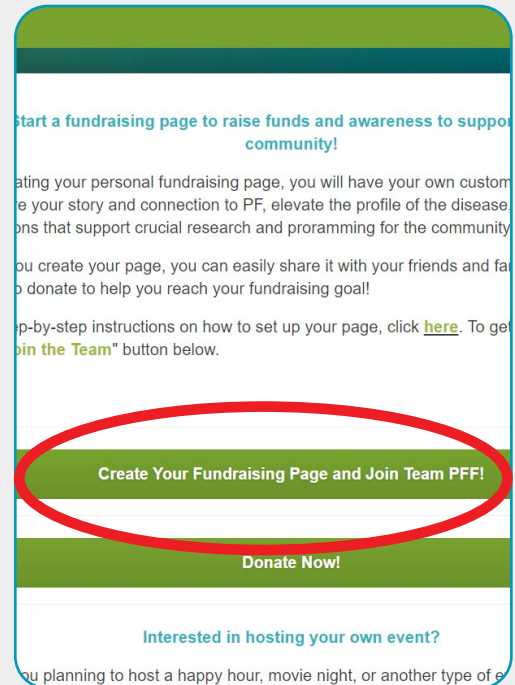 Start a fundraising page to raise funds and awareness to suppor
community!
ating your personal fundraising page, you will have your own custom
re your story and connection to PF, elevate the profile of the disease,
ons that support crucial research and proramming for the community
ou create your page, you can easily share it with your friends and fa
o donate to help you reach your fundraising goal!
ep-by-step instructions on how to set up your page, click here. To get
oin the Team" button below.
Create Your Fundraising Page and Join Team PFF!
Donate Now!
Interested in hosting your own event?
ou planning to host a happy hour, movie night, or another type of e